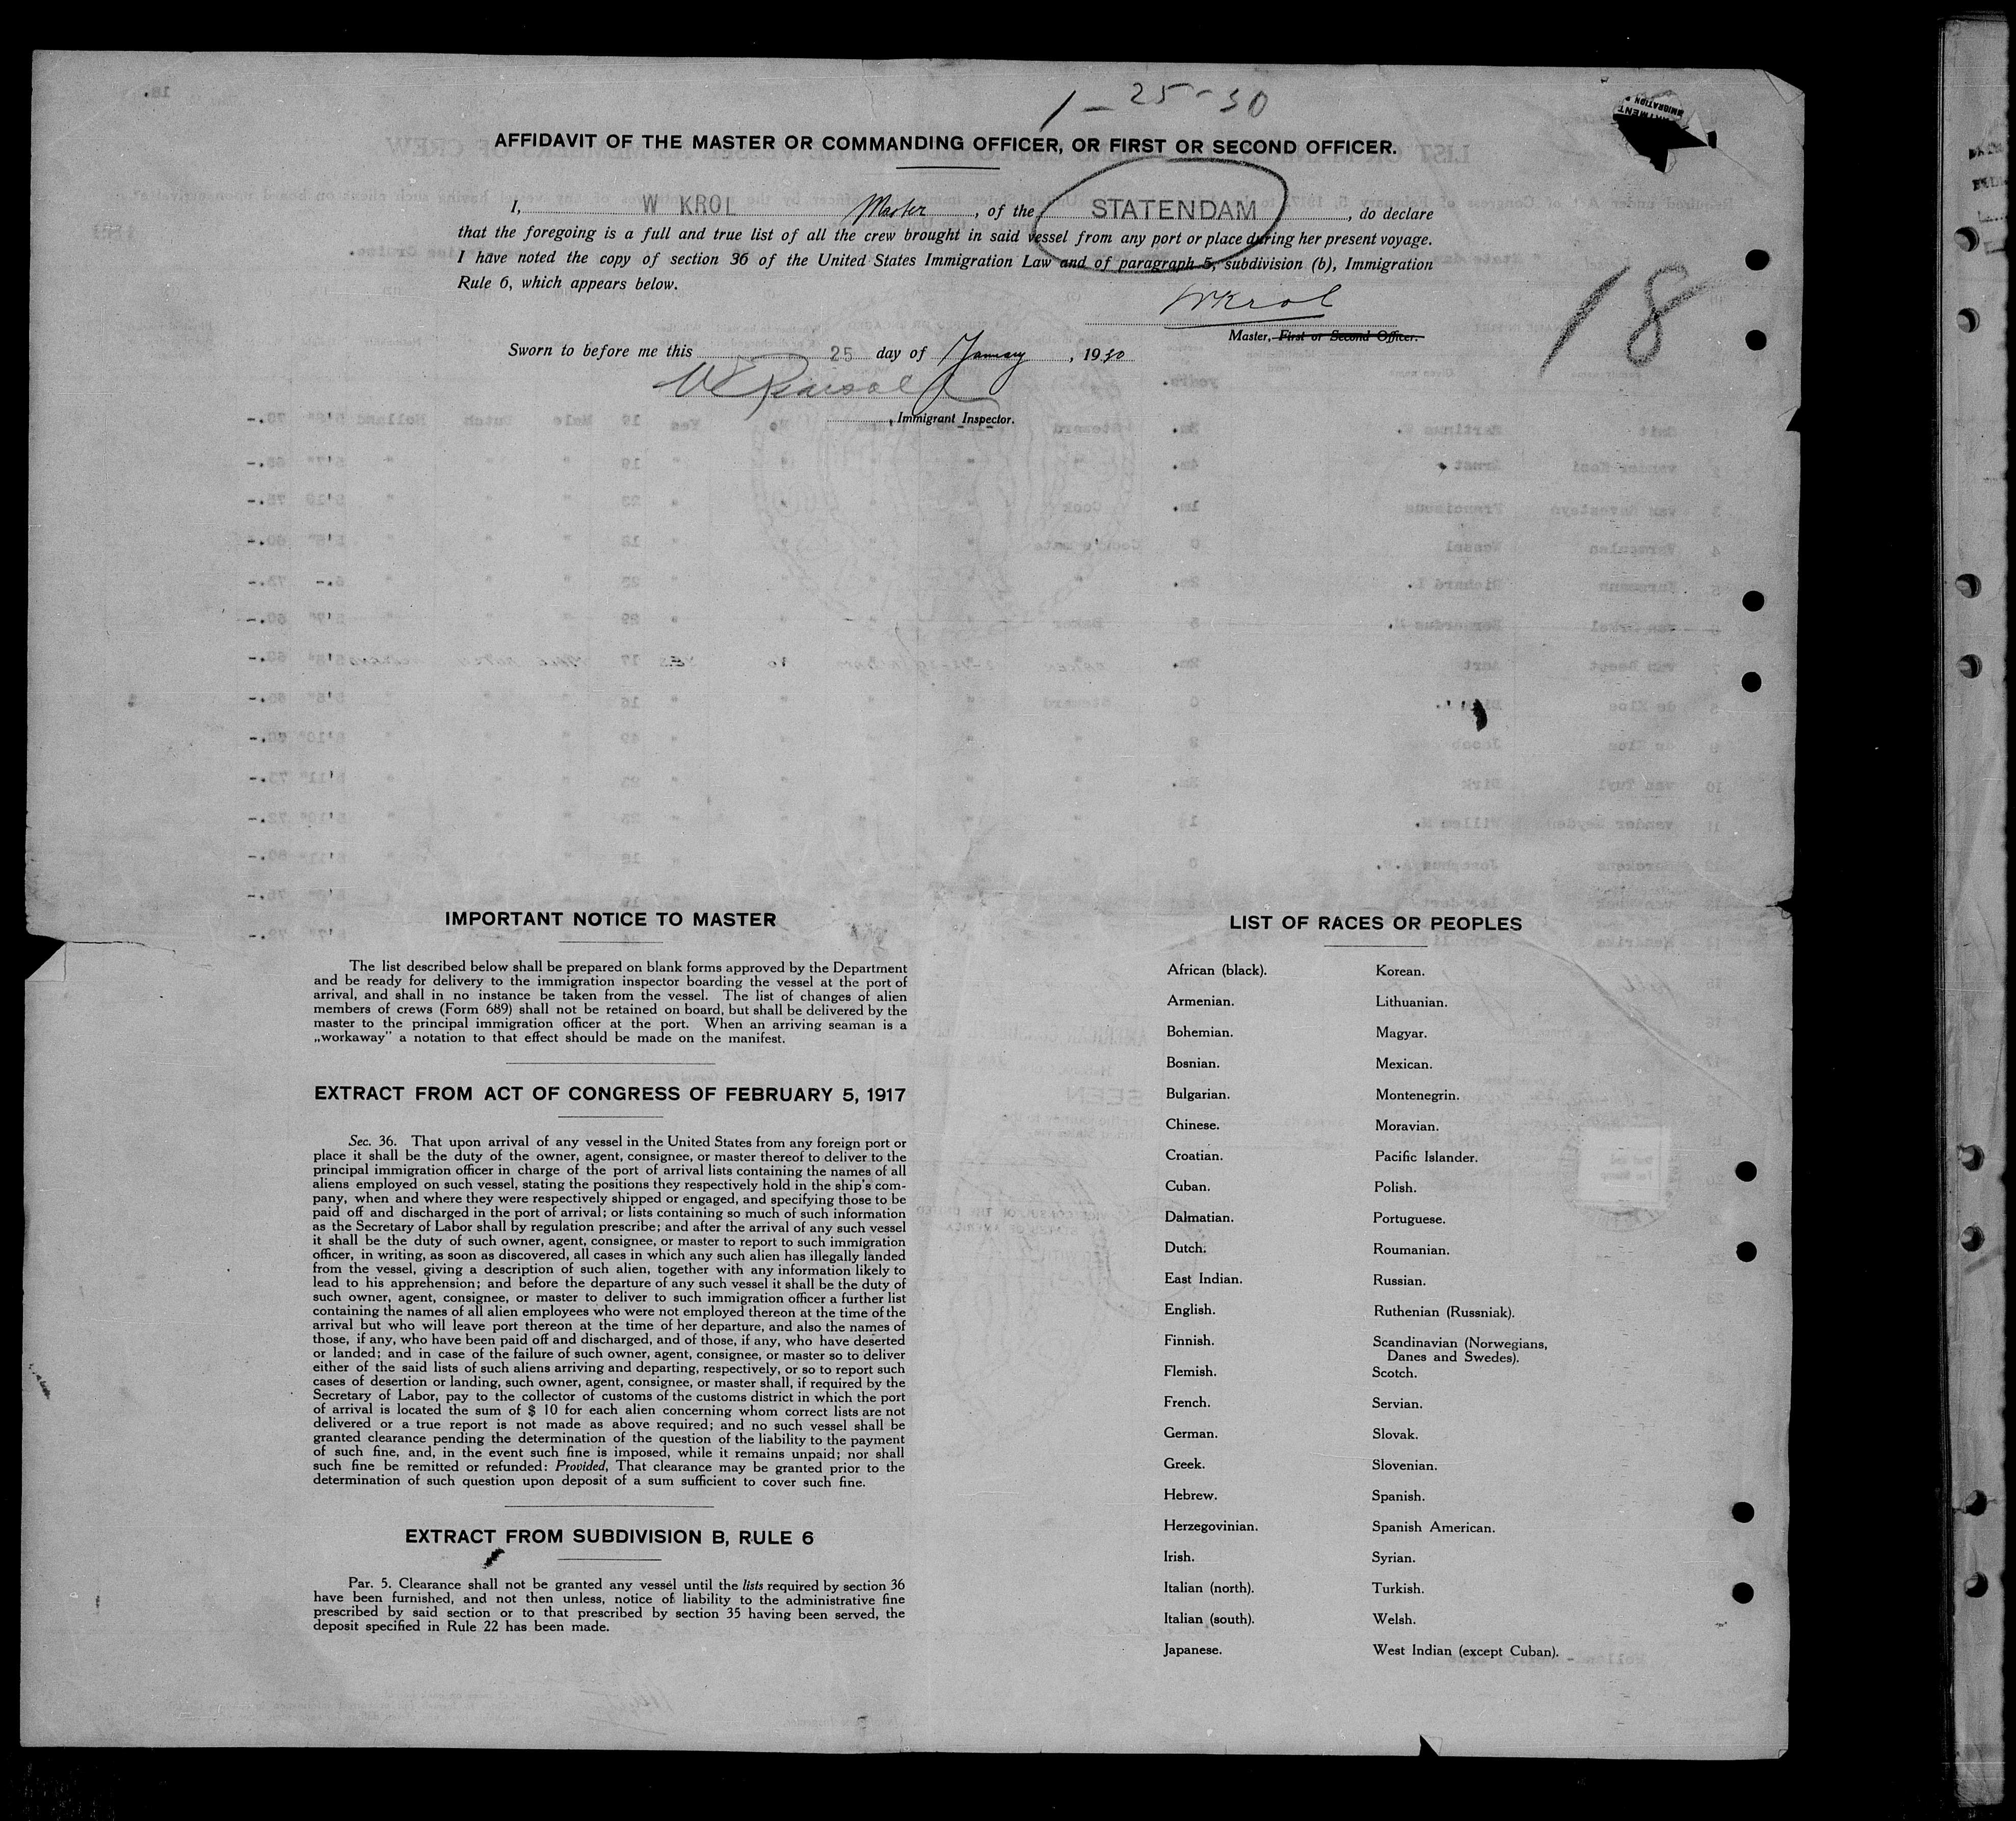 1-25-30
AFFIDAVIT OF THE MASTER OR COMMANDING OFFICER, OR FIRST OR SECOND OFFICER.
I, W KROL Master, of the STATENDAM, do declare
that the foregoing is a full and true list of all the crew brought in said vessel from any port or place during her present voyage.
I have noted the copy of section 36 of the United States Immigration Law and of paragraph 5, subdivision (b), Immigration
Rule 6, which appears below.
WKrol
Master, First or Second Officer.
18
Sworn to before me this 25 day of January, 1930
, Immigrant Inspector.
IMPORTANT NOTICE TO MASTER
The list described below shall be prepared on blank forms approved by the Department
and be ready for delivery to the immigration inspector boarding the vessel at the port of
arrival, and shall in no instance be taken from the vessel. The list of changes of alien
members of crews (Form 689) shall not be retained on board, but shall be delivered by the
master to the principal immigration officer at the port. When an arriving seaman is a
„workaway" a notation to that effect should be made on the manifest.
EXTRACT FROM ACT OF CONGRESS OF FEBRUARY 5, 1917
Sec. 36. That upon arrival of any vessel in the United States from any foreign port or
place it shall be the duty of the owner, agent, consignee, or master thereof to deliver to the
principal immigration officer in charge of the port of arrival lists containing the names of all
aliens employed on such vessel, stating the positions they respectively hold in the ship's com-
pany, when and where they were respectively shipped or engaged, and specifying those to be
paid off and discharged in the port of arrival; or lists containing so much of such information
as the Secretary of Labor shall by regulation prescribe; and after the arrival of any such vessel
it shall be the duty of such owner, agent, consignee, or master to report to such immigration
officer, in writing, as soon as discovered, all cases in which any such alien has illegally landed
from the vessel, giving a description of such alien, together with any information likely to
lead to his apprehension; and before the departure of any such vessel it shall be the duty of
such owner, agent, consignee, or master to deliver to such immigration officer a further list
containing the names of all alien employees who were not employed thereon at the time of the
arrival but who will leave port thereon at the time of her departure, and also the names of
those, if any, who have been paid off and discharged, and of those, if any, who have deserted
or landed; and in case of the failure of such owner, agent, consignee, or master so to deliver
either of the said lists of such aliens arriving and departing, respectively, or so to report such
cases of desertion or landing, such owner, agent, consignee, or master shall, if required by the
Secretary of Labor, pay to the collector of customs of the customs district in which the port
of arrival is located the sum of $ 10 for each alien concerning whom correct lists are not
delivered or a true report is not made as above required; and no such vessel shall be
granted clearance pending the determination of the question of the liability to the payment
of such fine, and, in the event such fine is imposed, while it remains unpaid; nor shall
such fine be remitted or refunded: Provided, That clearance may be granted prior to the
determination of such question upon deposit of a sum sufficient to cover such fine.
EXTRACT FROM SUBDIVISION B, RULE 6
Par. 5. Clearance shall not be granted any vessel until the lists required by section 36
have been furnished, and not then unless, notice of liability to the administrative fine
prescribed by said section or to that prescribed by section 35 having been served, the
deposit specified in Rule 22 has been made.
LIST OF RACES OR PEOPLES
African (black).
Armenian.
Bohemian.
Bosnian.
Bulgarian.
Chinese.
Croatian.
Cuban.
Dalmatian.
Dutch.
East Indian.
English.
Finnish.
Flemish.
French.
German.
Greek.
Hebrew.
Herzegovinian.
Irish.
Italian (north).
Italian (south).
Japanese.
Korean.
Lithuanian.
Magyar.
Mexican.
Montenegrin.
Moravian.
Pacific Islander.
Polish.
Portuguese.
Roumanian.
Russian.
Ruthenian (Russniak).
Scandinavian (Norwegians,
Danes and Swedes).
Scotch.
Servian.
Slovak.
Slovenian.
Spanish.
Spanish American.
Syrian.
Turkish.
Welsh.
West Indian (except Cuban).